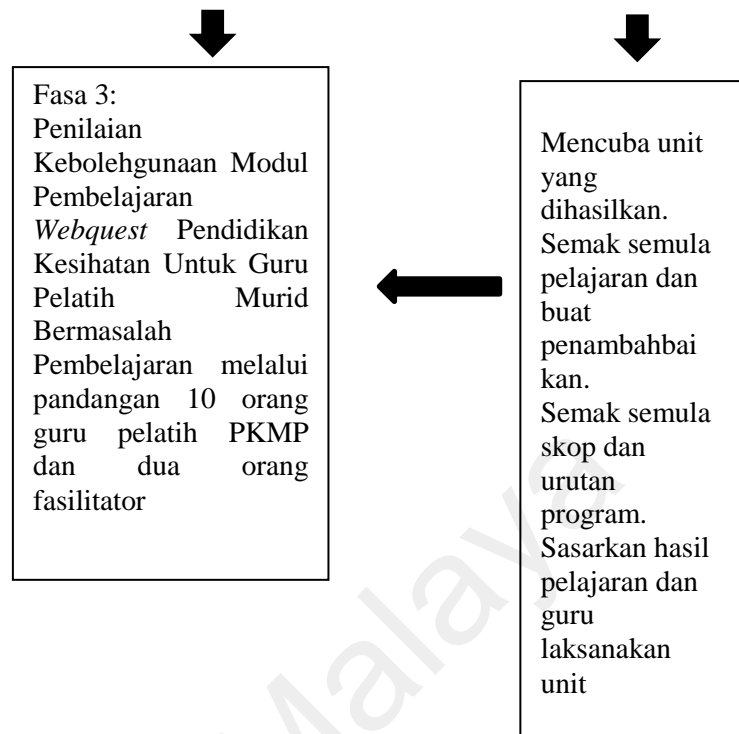 Fasa 3:
Penilaian
Kebolehgunaan Modul
Pembelajaran
Webquest Pendidikan
Kesihatan Untuk Guru
Pelatih Murid
Bermasalah
Pembelajaran melalui
pandangan 10 orang
guru pelatih PKMP
dan dua orang
fasilitator
Mencuba unit
yang
dihasilkan.
Semak semula
pelajaran dan
buat
penambahbai
kan.
Semak semula
skop dan
urutan
program.
Sasarkan hasil
pelajaran dan
guru
laksanakan
unit
Malaya